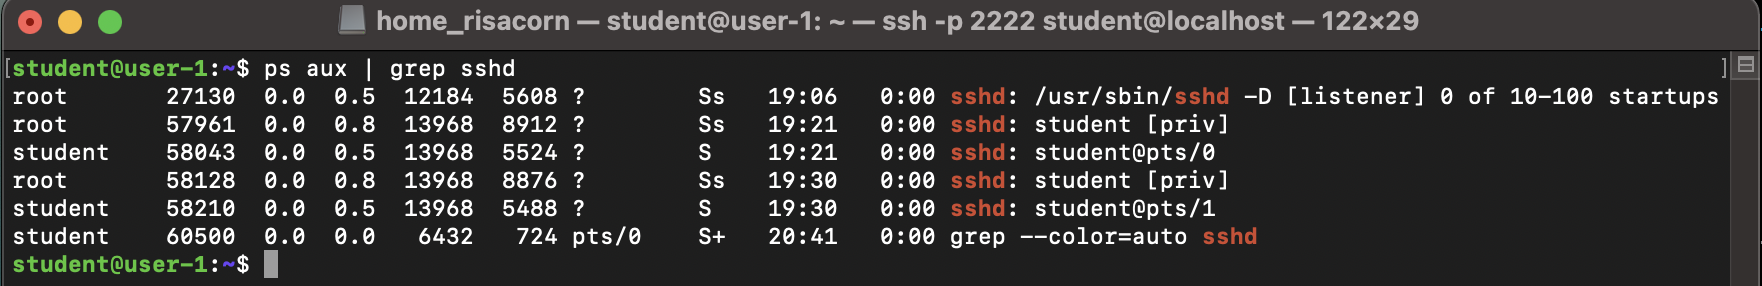 home_risacorn — student@user-1: ~ — ssh -p 2222 student@localhost — 122×29
[student@user-1:~$ ps aux | grep sshd ]
root 27130 0.0 0.5 12184 5608 ? Ss 19:06 0:00 sshd: /usr/sbin/sshd -D [listener] 0 of 10-100 startups
root 57961 0.0 0.8 13968 8912 ? Ss 19:21 0:00 sshd: student [priv]
student 58043 0.0 0.5 13968 5524 ? S 19:21 0:00 sshd: student@pts/0
root 58128 0.0 0.8 13968 8876 ? Ss 19:30 0:00 sshd: student [priv]
student 58210 0.0 0.5 13968 5488 ? S 19:30 0:00 sshd: student@pts/1
student 60500 0.0 0.0 6432 724 pts/0 S+ 20:41 0:00 grep --color=auto sshd
student@user-1:~$